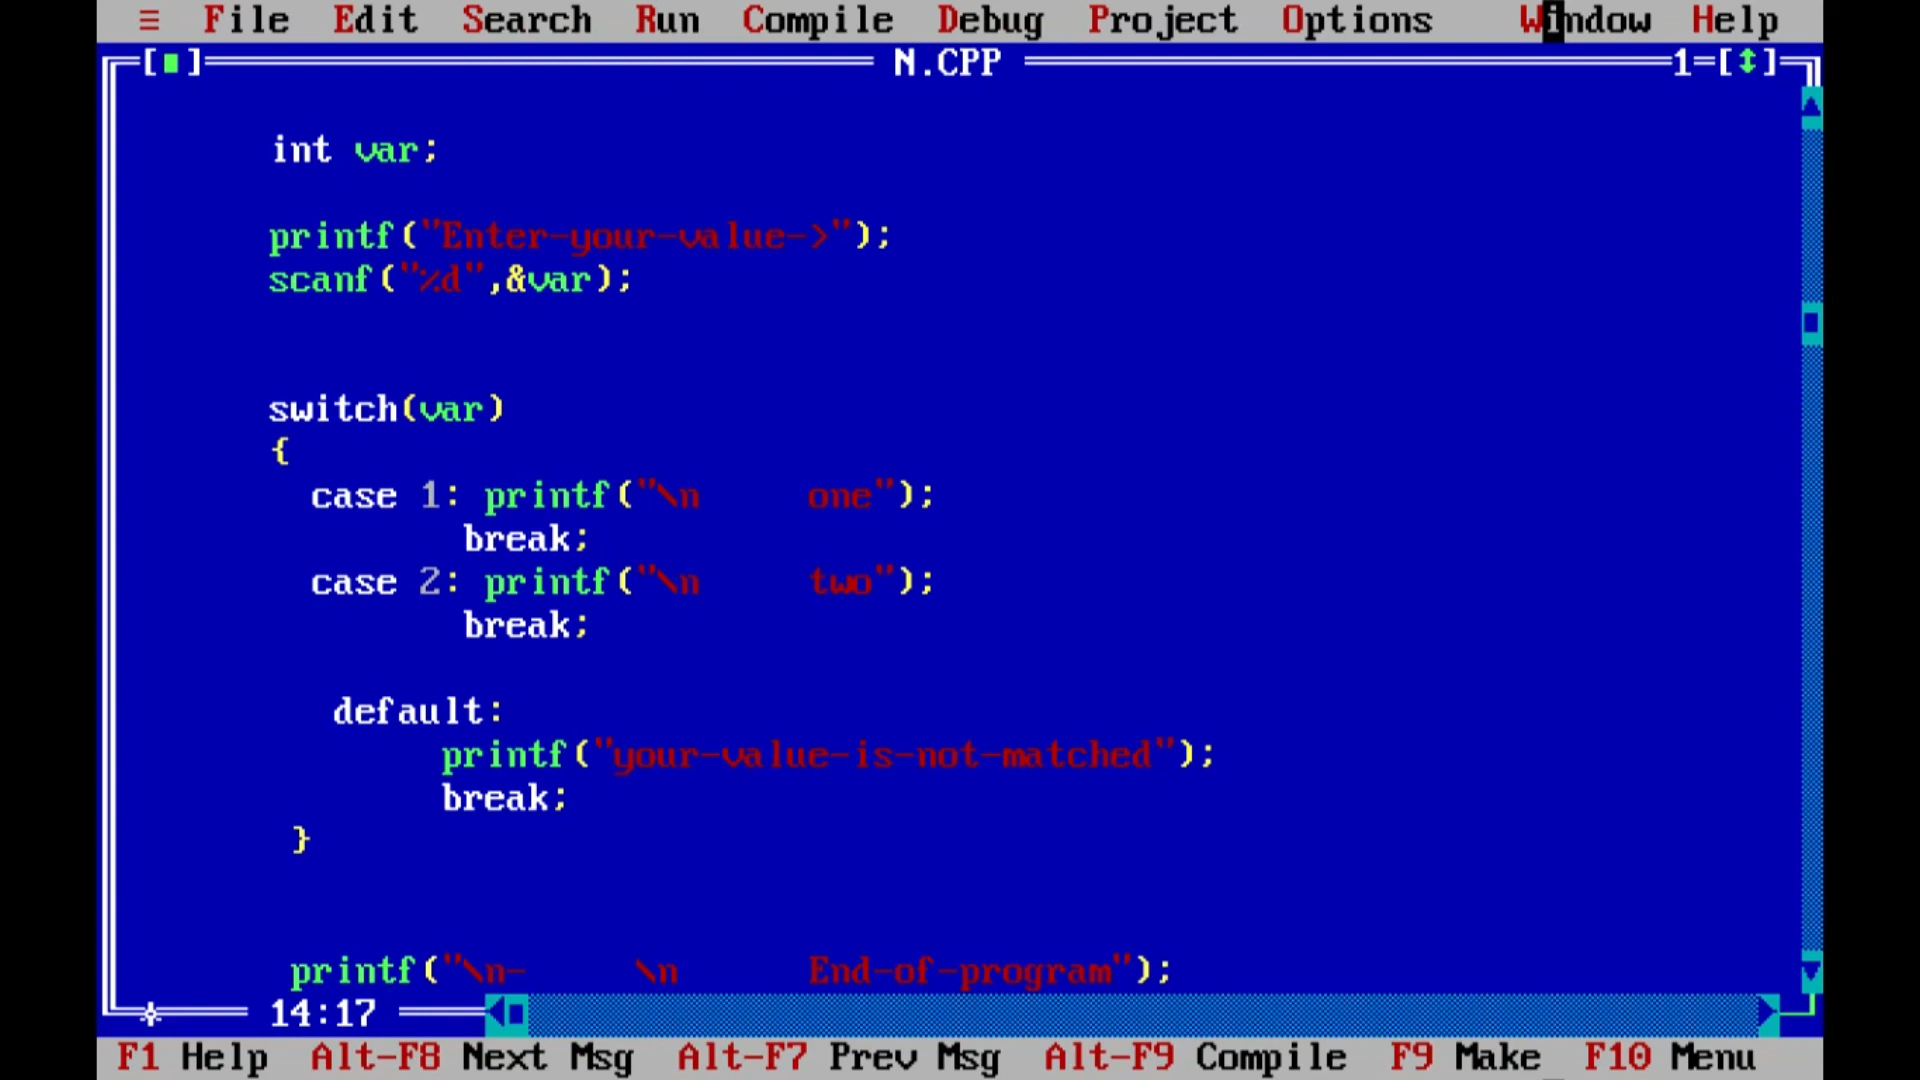 ≡ File Edit Search Run Compile Debug Project Options Window Help
[■] N.CPP 1=[↕]
int var;
printf("Enter-your-value->");
scanf("%d",&var);
switch(var)
{
case 1: printf("\n     one");
break;
case 2: printf("\n     two");
break;
default:
printf("your-value-is-not-matched");
break;
}
printf("\n-     \n      End-of-program");
14:17
F1 Help Alt-F8 Next Msg Alt-F7 Prev Msg Alt-F9 Compile F9 Make F10 Menu